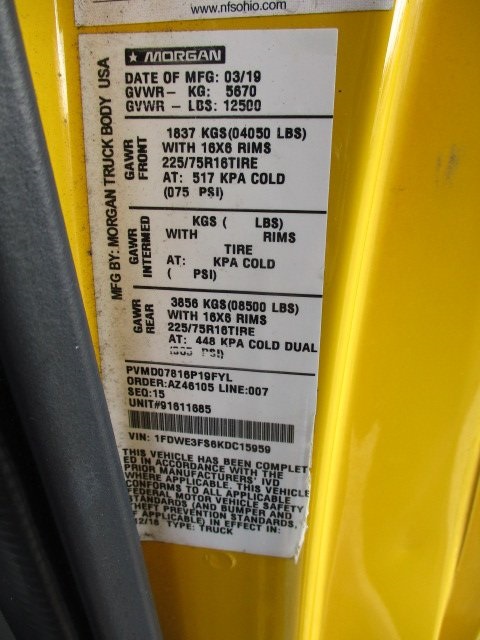 www.nfsohio.com
MORGAN
MFG BY: MORGAN TRUCK BODY USA
DATE OF MFG: 03/19
GVWR- KG: 5670
GVWR- LBS: 12500
GAWR FRONT
1837 KGS(04050 LBS)
WITH 16X6 RIMS
225/75R16TIRE
AT: 517 KPA COLD
(075 PSI)
GAWR INTERMED
KGS ( LBS)
WITH RIMS
TIRE
AT: KPA COLD
( PSI)
GAWR REAR
3856 KGS(08500 LBS)
WITH 16X6 RIMS
225/75R16TIRE
AT: 448 KPA COLD DUAL
PSI)
PVMD07816P19FYL
ORDER:AZ46105 LINE:007
SEQ:15
UNIT#91611685
VIN: 1FDWE3FS6KDC15959
THIS VEHICLE HAS BEEN COMPLET
ED IN ACCORDANCE WITH THE
PRIOR MANUFACTURERS' IVD
WHERE APPLICABLE. THIS VEHICLE
CONFORMS TO ALL APPLICABLE
FEDERAL MOTOR VEHICLE SAFETY
STANDARDS (AND BUMPER AND
THEFT PREVENTION STANDARDS,
IF APPLICABLE) IN EFFECT IN:
12/18 TYPE: TRUCK